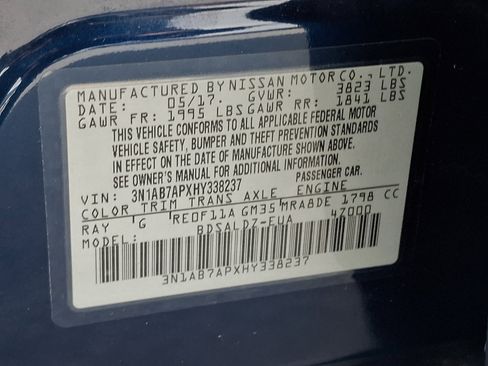 MANUFACTURED BY NISSAN MOTOR CO., LTD.
DATE: 05/17. GVWR: 3823 LBS
GAWR FR: 1995 LBS GAWR RR: 1841 LBS
THIS VEHICLE CONFORMS TO ALL APPLICABLE FEDERAL MOTOR
VEHICLE SAFETY, BUMPER AND THEFT PREVENTION STANDARDS
IN EFFECT ON THE DATE OF MANUFACTURE SHOWN ABOVE.
SEE OWNER'S MANUAL FOR ADDITIONAL INFORMATION.
VIN: 3N1AB7APXHY338237 PASSENGER CAR.
COLOR TRIM TRANS AXLE ENGINE
RAY G RE0F11A GM35 MRA8DE 1798 CC
MODEL: BDSALDZ-EUA 4Z000
3N1AB7APXHY338237